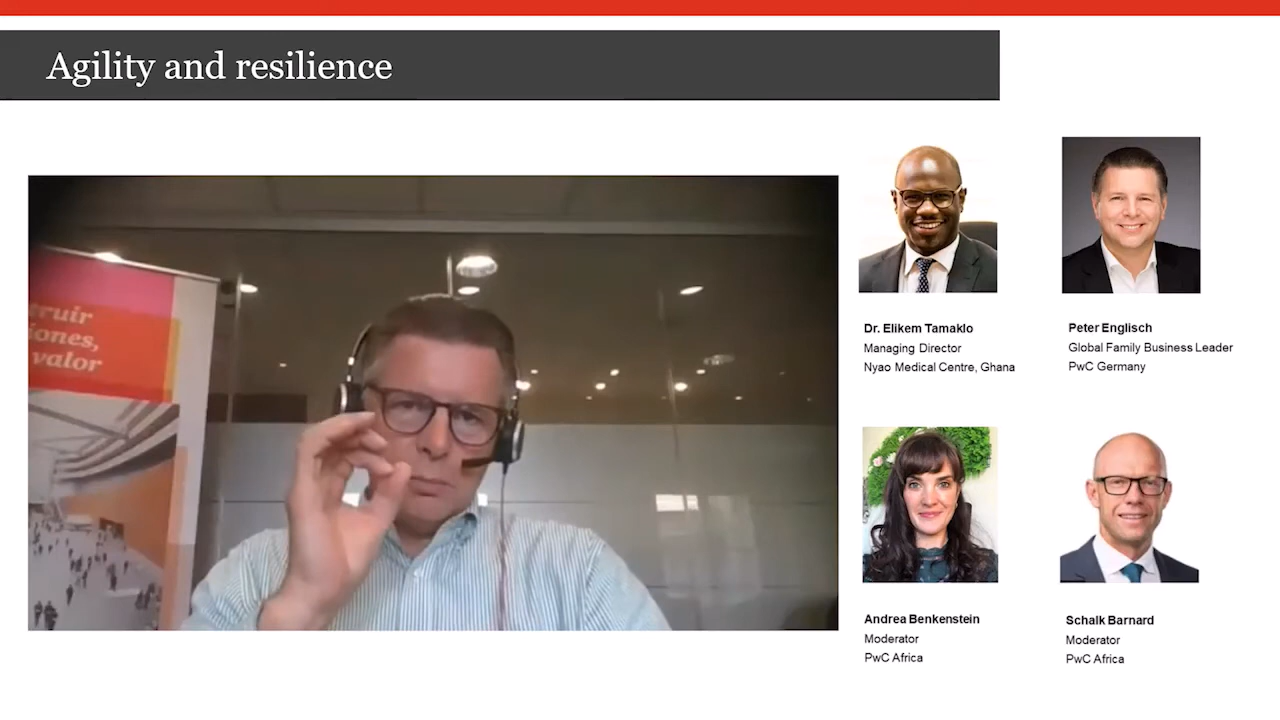 Agility and resilience
truir
iones,
valor
Dr. Elikem Tamaklo
Managing Director
Nyao Medical Centre, Ghana
Peter Englisch
Global Family Business Leader
PwC Germany
Andrea Benkenstein
Moderator
PwC Africa
Schalk Barnard
Moderator
PwC Africa